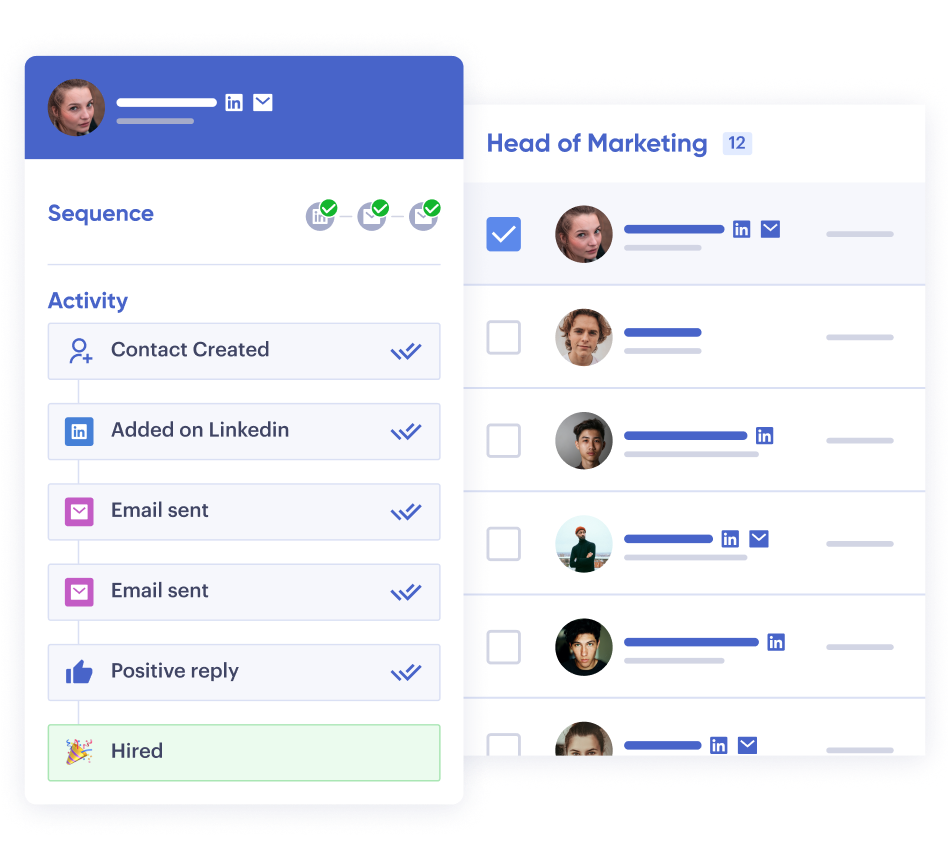 Sequence
Activity
Contact Created
Added on Linkedin
Email sent
Email sent
Positive reply
Hired
Head of Marketing 12